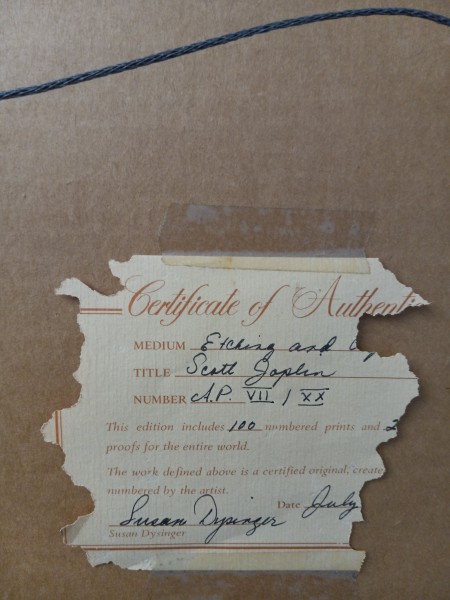 Certificate of Authenti
MEDIUM Etching and
TITLE Scott Joplin
NUMBER A.P. VII / XX
This edition includes 100 numbered prints and 2
proofs for the entire world.
The work defined above is a certified original, create
numbered by the artist.
Date July
Susan Dysinger
Susan Dysinger